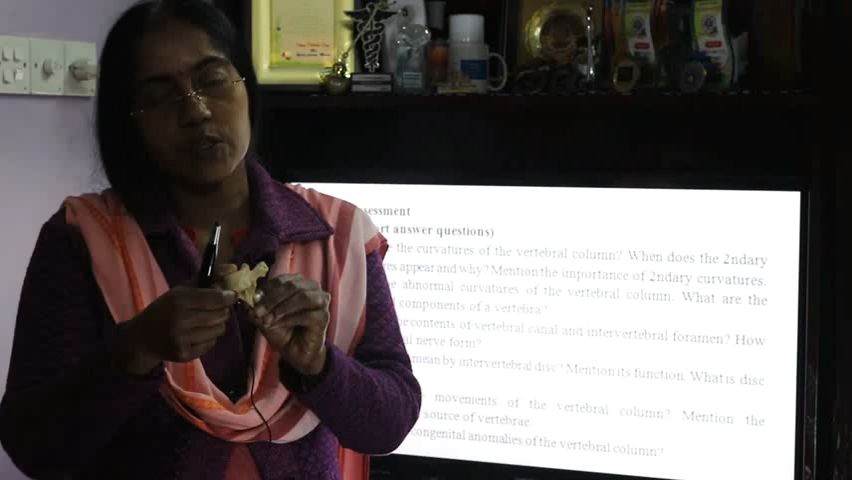 sessment
rt answer questions)
the curvatures of the vertebral column? When does the 2ndary
res appear and why? Mention the importance of 2ndary curvatures.
abnormal curvatures of the vertebral column. What are the
components of a vertebra?
contents of vertebral canal and intervertebral foramen? How
nerve form?
mean by intervertebral disc? Mention its function. What is disc
movements of the vertebral column? Mention the
source of vertebrae.
congenital anomalies of the vertebral column?